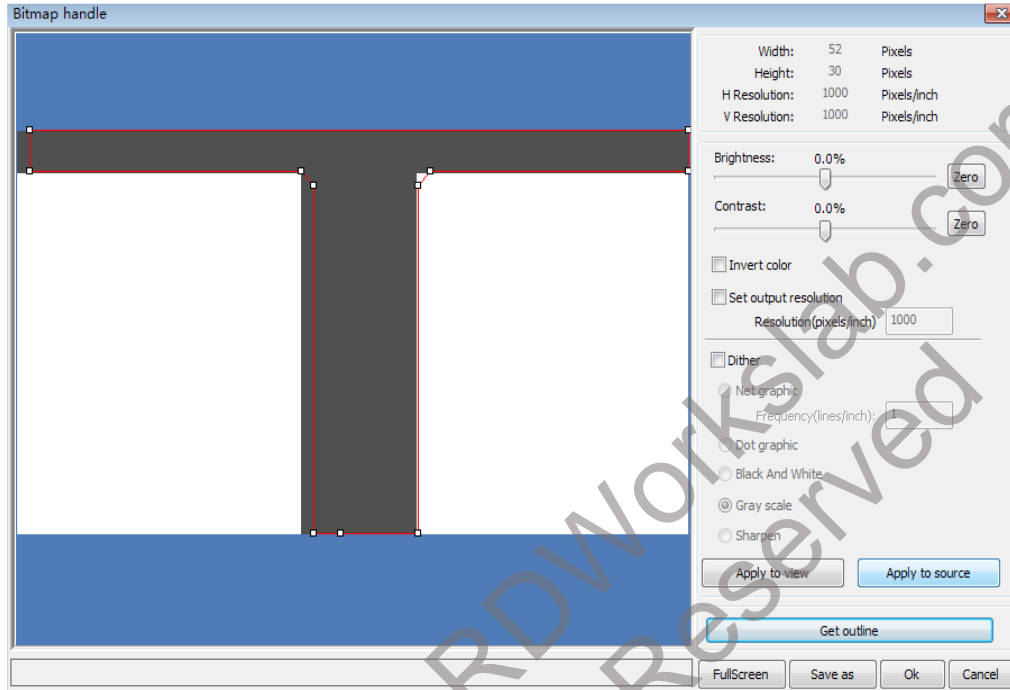 Bitmap handle
Width: 52 Pixels
Height: 30 Pixels
H Resolution: 1000 Pixels/inch
V Resolution: 1000 Pixels/inch
Brightness: 0.0%
Zero
Contrast: 0.0%
Zero
Invert color
Set output resolution
Resolution(pixels/inch) 1000
Dither
Net graphic
Frequency(lines/inch): 1
Dot graphic
Black And White
Gray scale
Sharpen
Apply to view Apply to source
Get outline
FullScreen Save as Ok Cancel
RDWorkslab.com
Reserved